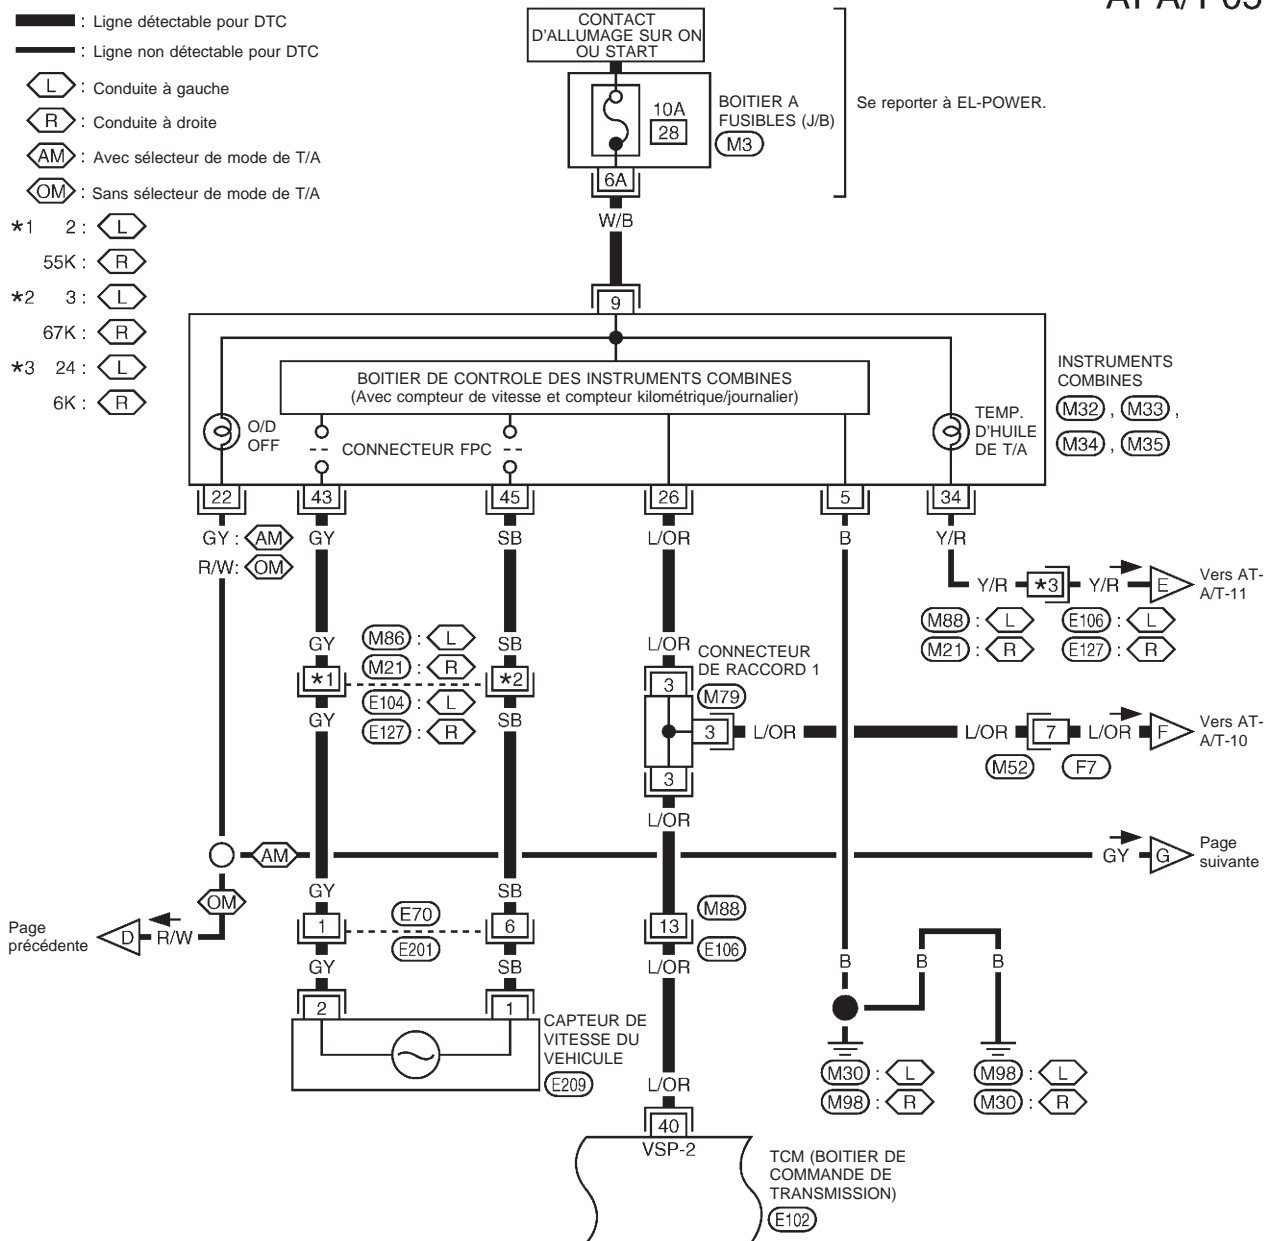 : Ligne détectable pour DTC
: Ligne non détectable pour DTC
L : Conduite à gauche
R : Conduite à droite
AM : Avec sélecteur de mode de T/A
OM : Sans sélecteur de mode de T/A
*1 2 : L
55K : R
*2 3 : L
67K : R
*3 24 : L
6K : R
CONTACT
D'ALLUMAGE SUR ON
OU START
10A
28
BOITIER A
FUSIBLES (J/B)
M3
Se reporter à EL-POWER.
6A
W/B
9
BOITIER DE CONTROLE DES INSTRUMENTS COMBINES
(Avec compteur de vitesse et compteur kilométrique/journalier)
INSTRUMENTS
COMBINES
M32 , M33 ,
M34 , M35
O/D
OFF
CONNECTEUR FPC
TEMP.
D'HUILE
DE T/A
22 43 45 26 5 34
GY : AM GY SB L/OR B Y/R
R/W: OM
Y/R *3 Y/R E
Vers AT-
A/T-11
M88 : L E106 : L
M21 : R E127 : R
GY SB L/OR
M86 : L
M21 : R
*1 *2
E104 : L
E127 : R
GY SB
CONNECTEUR
DE RACCORD 1
M79
3
3 L/OR L/OR 7 L/OR F
Vers AT-
A/T-10
M52 F7
3
L/OR
AM GY G
Page
suivante
OM
Page
précédente
D R/W
GY SB
1 E70 6
E201
GY SB
M88
13
E106
L/OR
B B B
2 1
CAPTEUR DE
VITESSE DU
VEHICULE
E209
M30 : L M98 : L
M98 : R M30 : R
L/OR
40
VSP-2
TCM (BOITIER DE
COMMANDE DE
TRANSMISSION)
E102